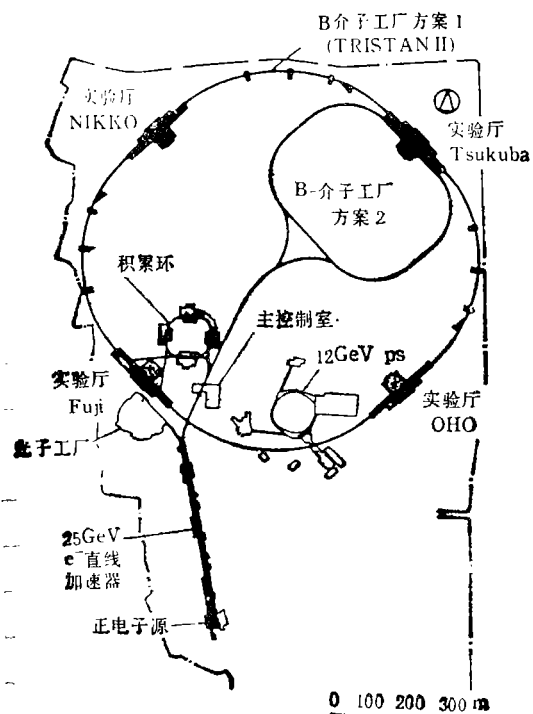 B介子工厂方案1
(TRISTANII)
实验厅
NIKKO
实验厅
Tsukuba
B-介子工厂
方案2
积累环
主控制室
12GeV ps
实验厅
Fuji
实验厅
OHO
子工厂
25GeV
e⁻直线
加速器
正电子源
0 100 200 300 m